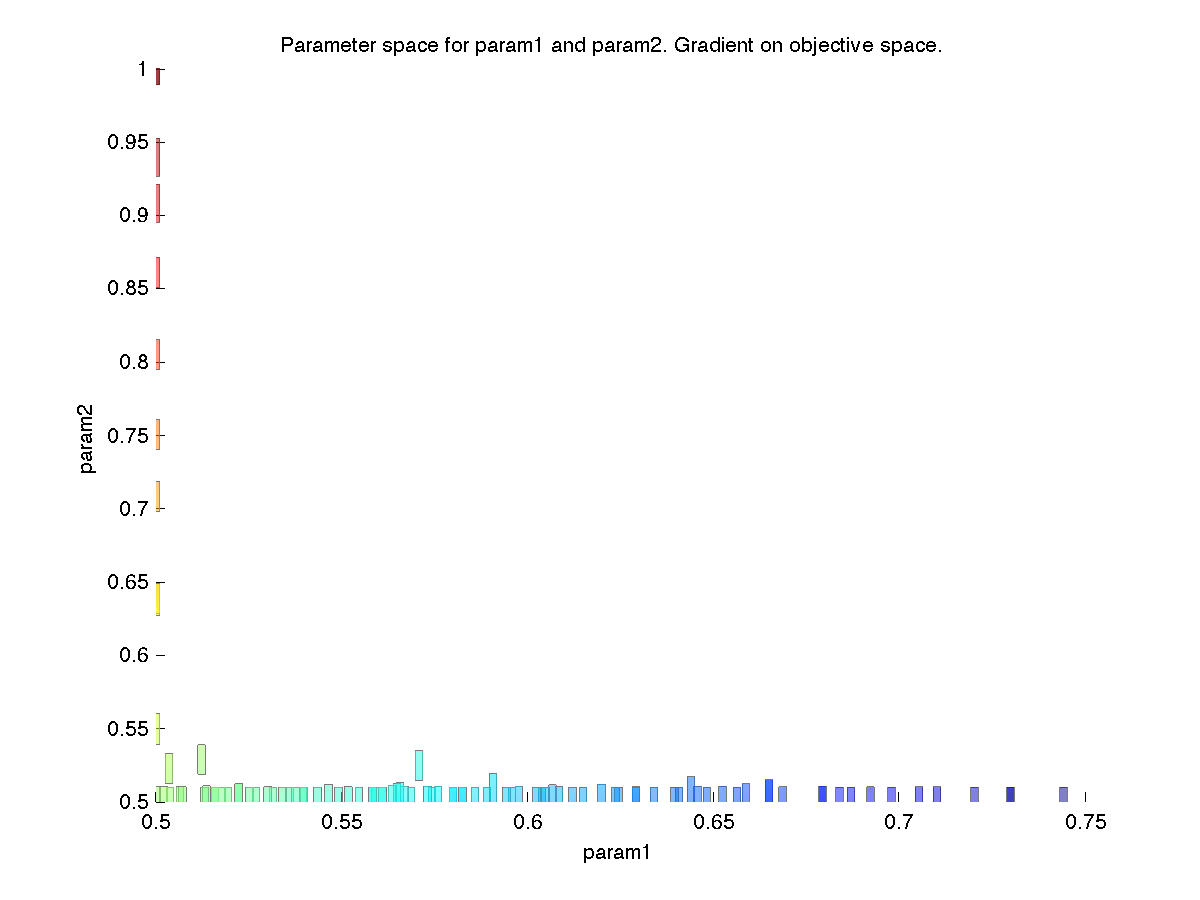 Parameter space for param1 and param2. Gradient on objective space.
1
0.95
0.9
0.85
0.8
0.75
0.7
0.65
0.6
0.55
0.5
param2
0.5 0.55 0.6 0.65 0.7 0.75
param1